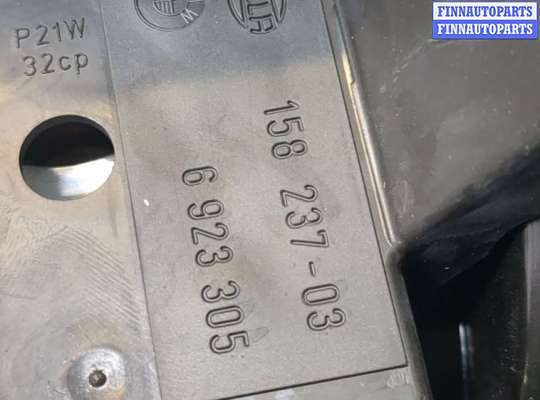 FINNAUTOPARTS
FINNAUTOPARTS
P21W
32cp
158 237-03
6 923 305